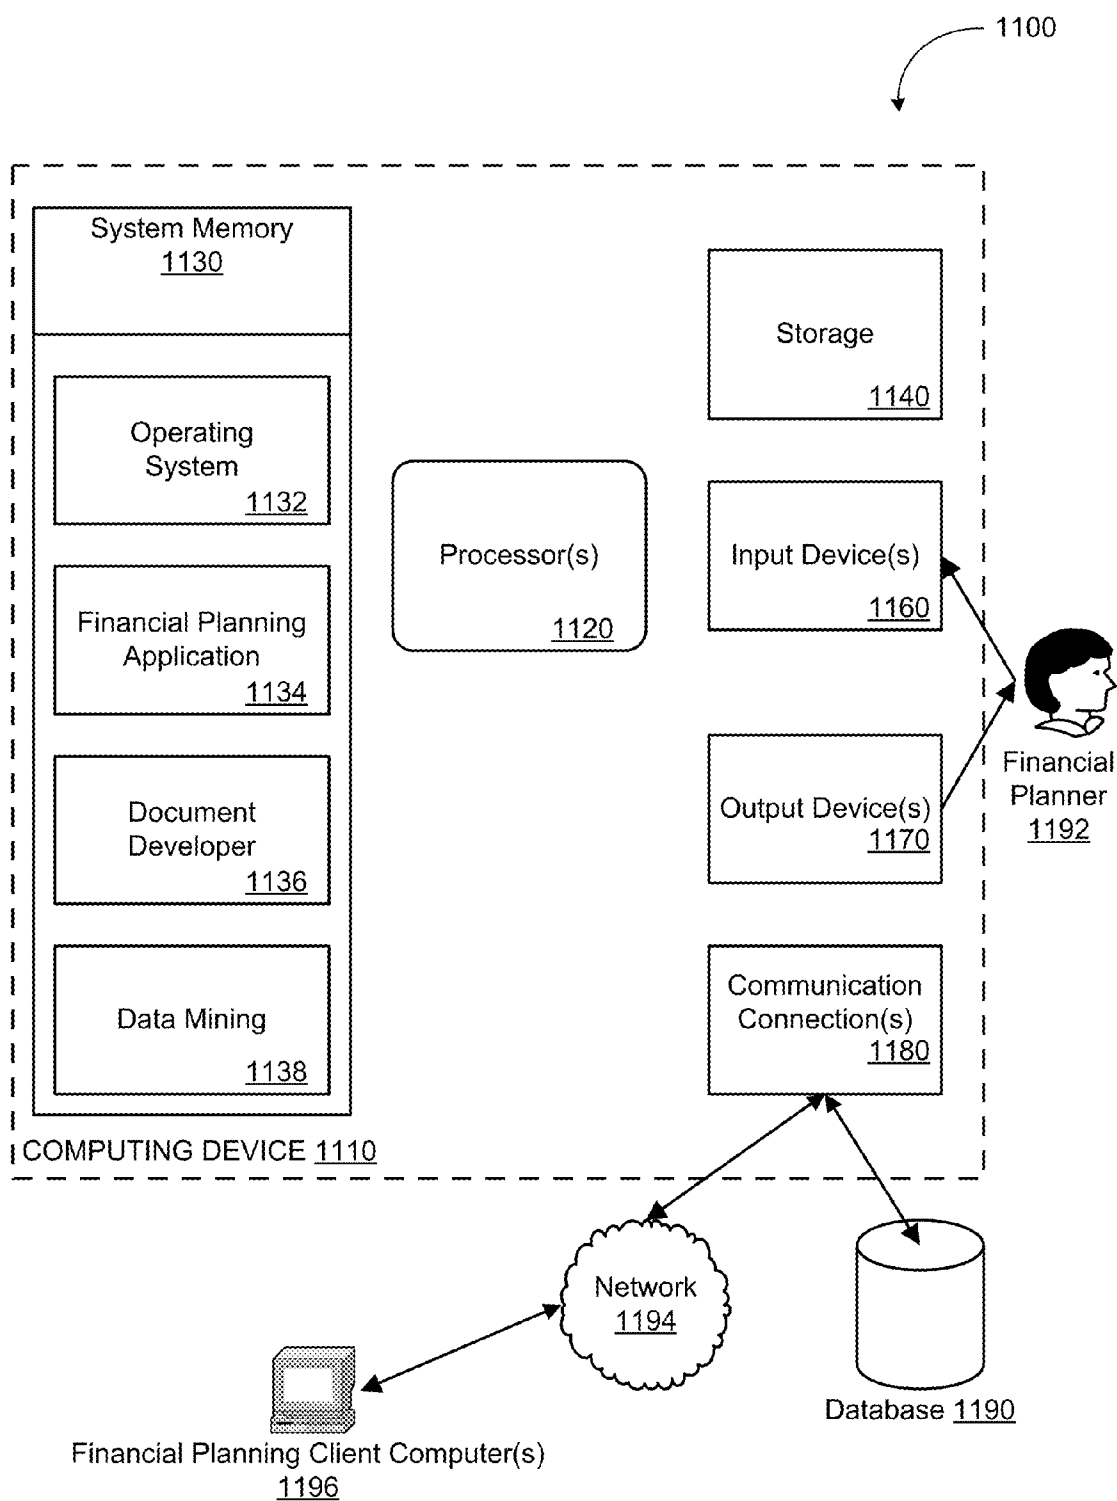 1100
System Memory
1130
Operating
System
1132
Financial Planning
Application
1134
Document
Developer
1136
Data Mining
1138
Processor(s)
1120
Storage
1140
Input Device(s)
1160
Output Device(s)
1170
Communication
Connection(s)
1180
COMPUTING DEVICE 1110
Financial
Planner
1192
Network
1194
Database 1190
Financial Planning Client Computer(s)
1196